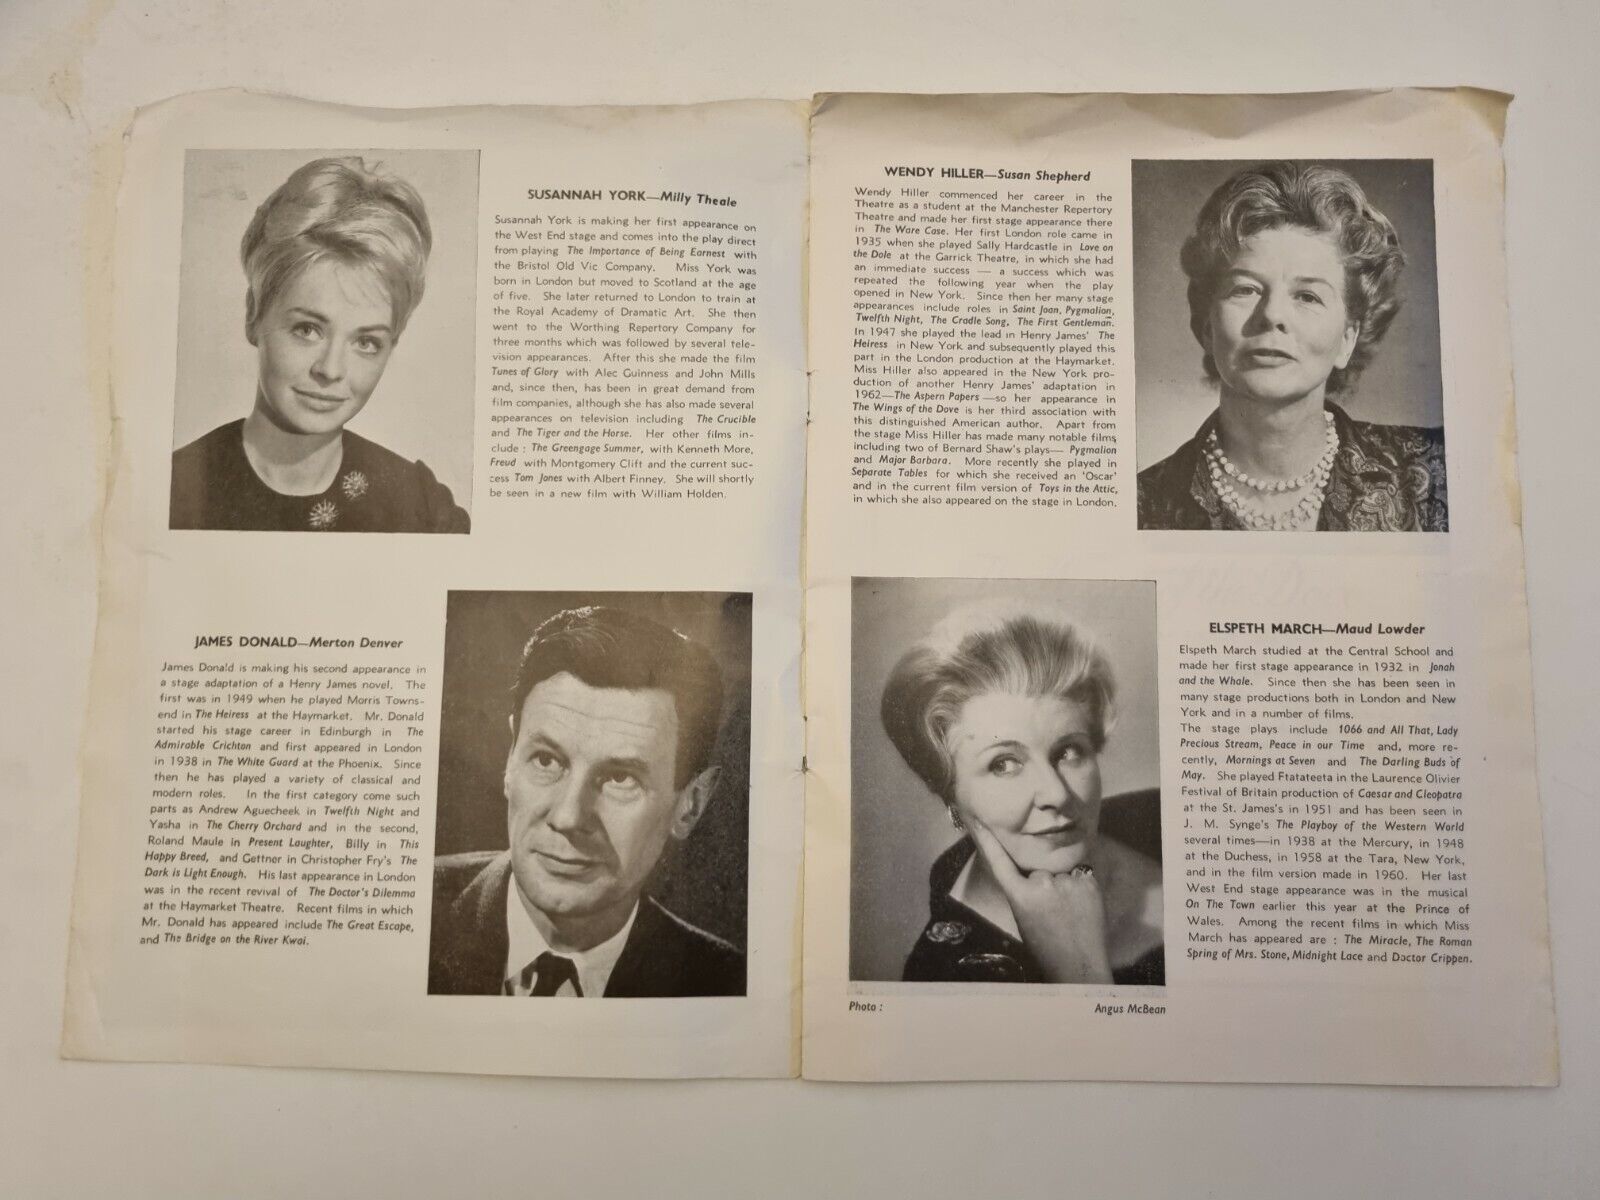 SUSANNAH YORK—Milly Theale
Susannah York is making her first appearance on
the West End stage and comes into the play direct
from playing The Importance of Being Earnest with
the Bristol Old Vic Company. Miss York was
born in London but moved to Scotland at the age
of five. She later returned to London to train at
the Royal Academy of Dramatic Art. She then
went to the Worthing Repertory Company for
three months which was followed by several tele-
vision appearances. After this she made the film
Tunes of Glory with Alec Guinness and John Mills
and, since then, has been in great demand from
film companies, although she has also made several
appearances on television including The Crucible
and The Tiger and the Horse. Her other films in-
clude : The Greengage Summer, with Kenneth More,
Freud with Montgomery Clift and the current suc-
cess Tom Jones with Albert Finney. She will shortly
be seen in a new film with William Holden.
JAMES DONALD—Merton Denver
James Donald is making his second appearance in
a stage adaptation of a Henry James novel. The
first was in 1949 when he played Morris Towns-
end in The Heiress at the Haymarket. Mr. Donald
started his stage career in Edinburgh in The
Admirable Crichton and first appeared in London
in 1938 in The White Guard at the Phoenix. Since
then he has played a variety of classical and
modern roles. In the first category come such
parts as Andrew Aguecheek in Twelfth Night and
Yasha in The Cherry Orchard and in the second,
Roland Maule in Present Laughter, Billy in This
Happy Breed, and Gettner in Christopher Fry's The
Dark is Light Enough. His last appearance in London
was in the recent revival of The Doctor's Dilemma
at the Haymarket Theatre. Recent films in which
Mr. Donald has appeared include The Great Escape,
and The Bridge on the River Kwai.
WENDY HILLER—Susan Shepherd
Wendy Hiller commenced her career in the
Theatre as a student at the Manchester Repertory
Theatre and made her first stage appearance there
in The Ware Case. Her first London role came in
1935 when she played Sally Hardcastle in Love on
the Dole at the Garrick Theatre, in which she had
an immediate success — a success which was
repeated the following year when the play
opened in New York. Since then her many stage
appearances include roles in Saint Joan, Pygmalion,
Twelfth Night, The Cradle Song, The First Gentleman.
In 1947 she played the lead in Henry James' The
Heiress in New York and subsequently played this
part in the London production at the Haymarket.
Miss Hiller also appeared in the New York pro-
duction of another Henry James' adaptation in
1962—The Aspern Papers—so her appearance in
The Wings of the Dove is her third association with
this distinguished American author. Apart from
the stage Miss Hiller has made many notable films
including two of Bernard Shaw's plays— Pygmalion
and Major Barbara. More recently she played in
Separate Tables for which she received an 'Oscar'
and in the current film version of Toys in the Attic,
in which she also appeared on the stage in London.
ELSPETH MARCH—Maud Lowder
Elspeth March studied at the Central School and
made her first stage appearance in 1932 in Jonah
and the Whale. Since then she has been seen in
many stage productions both in London and New
York and in a number of films.
The stage plays include 1066 and All That, Lady
Precious Stream, Peace in our Time and, more re-
cently, Mornings at Seven and The Darling Buds of
May. She played Ftatateeta in the Laurence Olivier
Festival of Britain production of Caesar and Cleopatra
at the St. James's in 1951 and has been seen in
J. M. Synge's The Playboy of the Western World
several times—in 1938 at the Mercury, in 1948
at the Duchess, in 1958 at the Tara, New York,
and in the film version made in 1960. Her last
West End stage appearance was in the musical
On The Town earlier this year at the Prince of
Wales. Among the recent films in which Miss
March has appeared are : The Miracle, The Roman
Spring of Mrs. Stone, Midnight Lace and Doctor Crippen.
Photo : Angus McBean